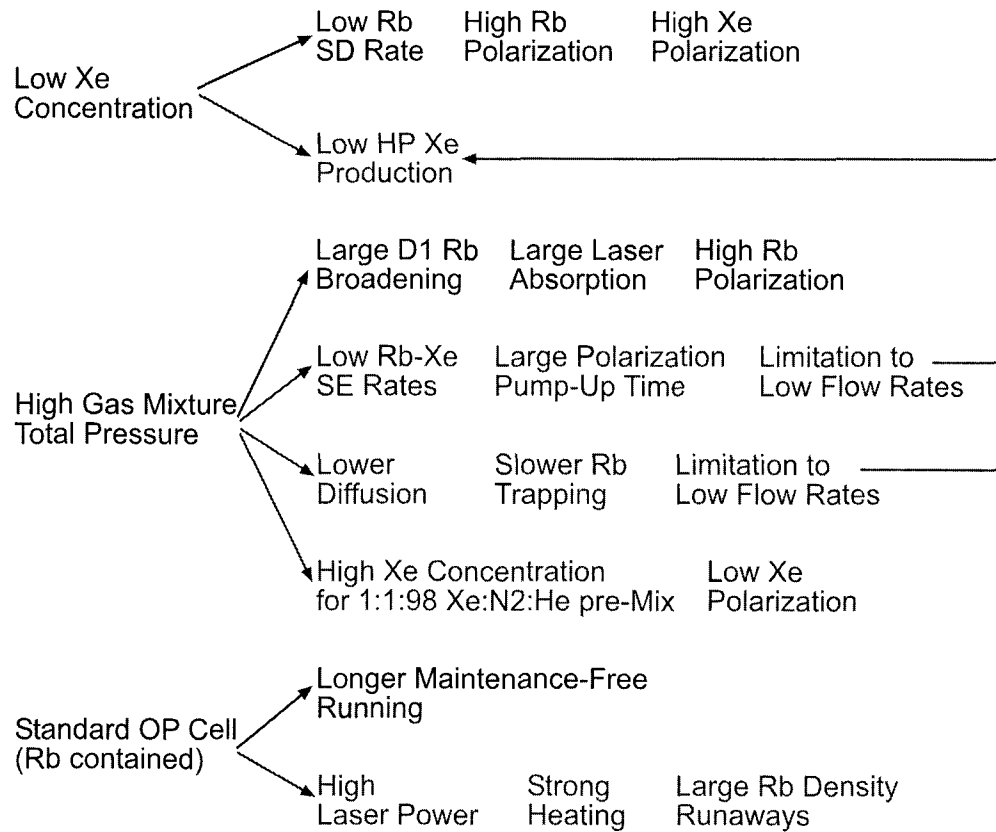 Low Xe
Concentration
Low Rb
SD Rate
High Rb
Polarization
High Xe
Polarization
Low HP Xe
Production
High Gas Mixture
Total Pressure
Large D1 Rb
Broadening
Large Laser
Absorption
High Rb
Polarization
Low Rb-Xe
SE Rates
Large Polarization
Pump-Up Time
Limitation to
Low Flow Rates
Lower
Diffusion
Slower Rb
Trapping
Limitation to
Low Flow Rates
High Xe Concentration
for 1:1:98 Xe:N2:He pre-Mix
Low Xe
Polarization
Standard OP Cell
(Rb contained)
Longer Maintenance-Free
Running
High
Laser Power
Strong
Heating
Large Rb Density
Runaways